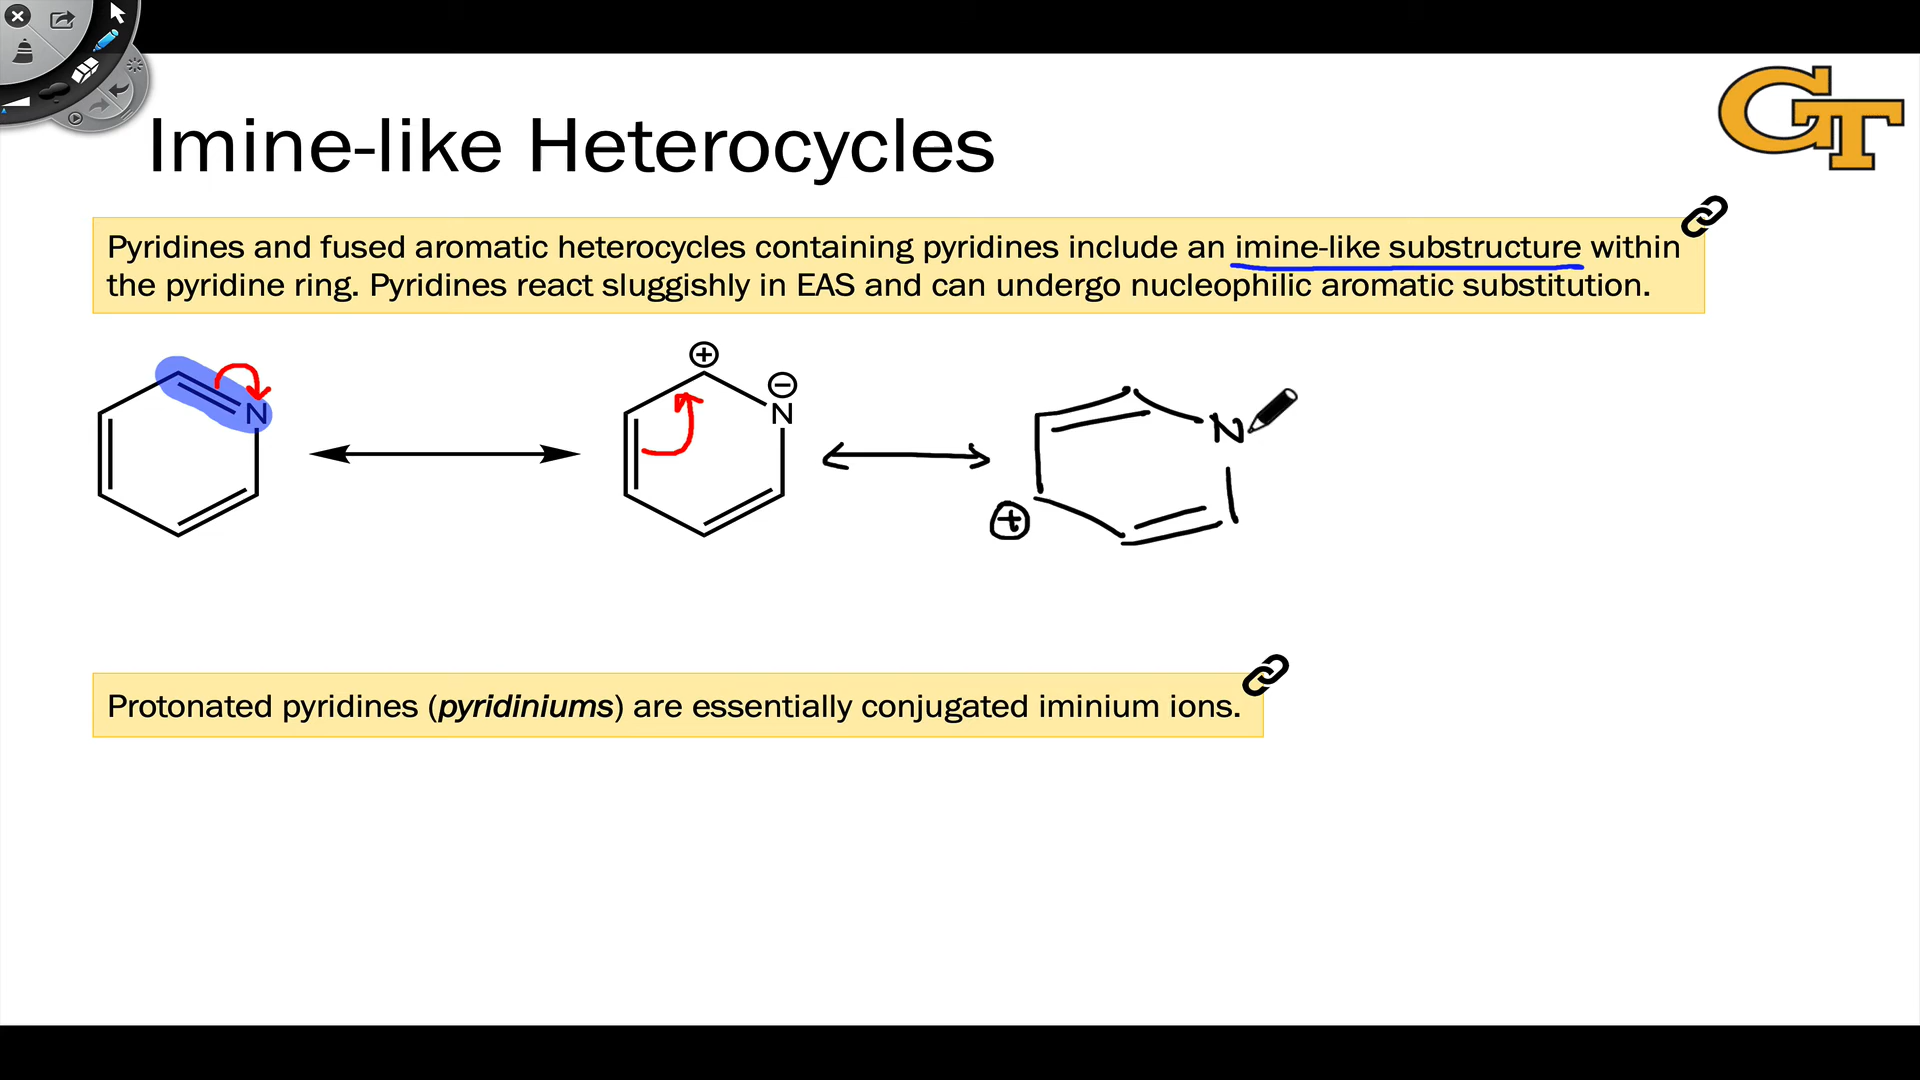 GT
Imine-like Heterocycles
Pyridines and fused aromatic heterocycles containing pyridines include an imine-like substructure within
the pyridine ring. Pyridines react sluggishly in EAS and can undergo nucleophilic aromatic substitution.
N
+
−
N
+
N
Protonated pyridines (pyridiniums) are essentially conjugated iminium ions.